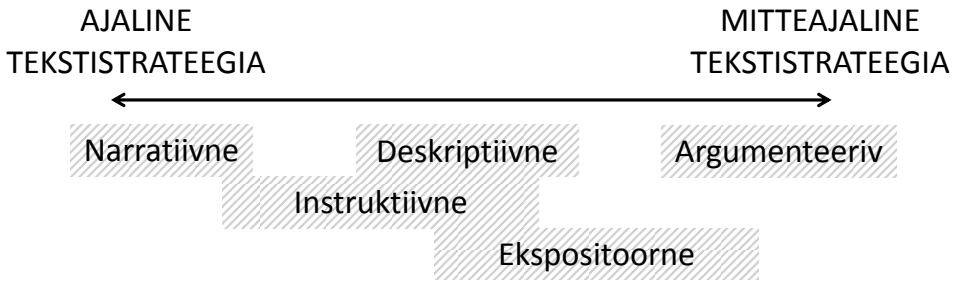 AJALINE
TEKSTISTRATEEGIA
MITTEAJALINE
TEKSTISTRATEEGIA
Narratiivne
Deskriptiivne
Argumenteeriv
Instruktiivne
Ekspositoorne